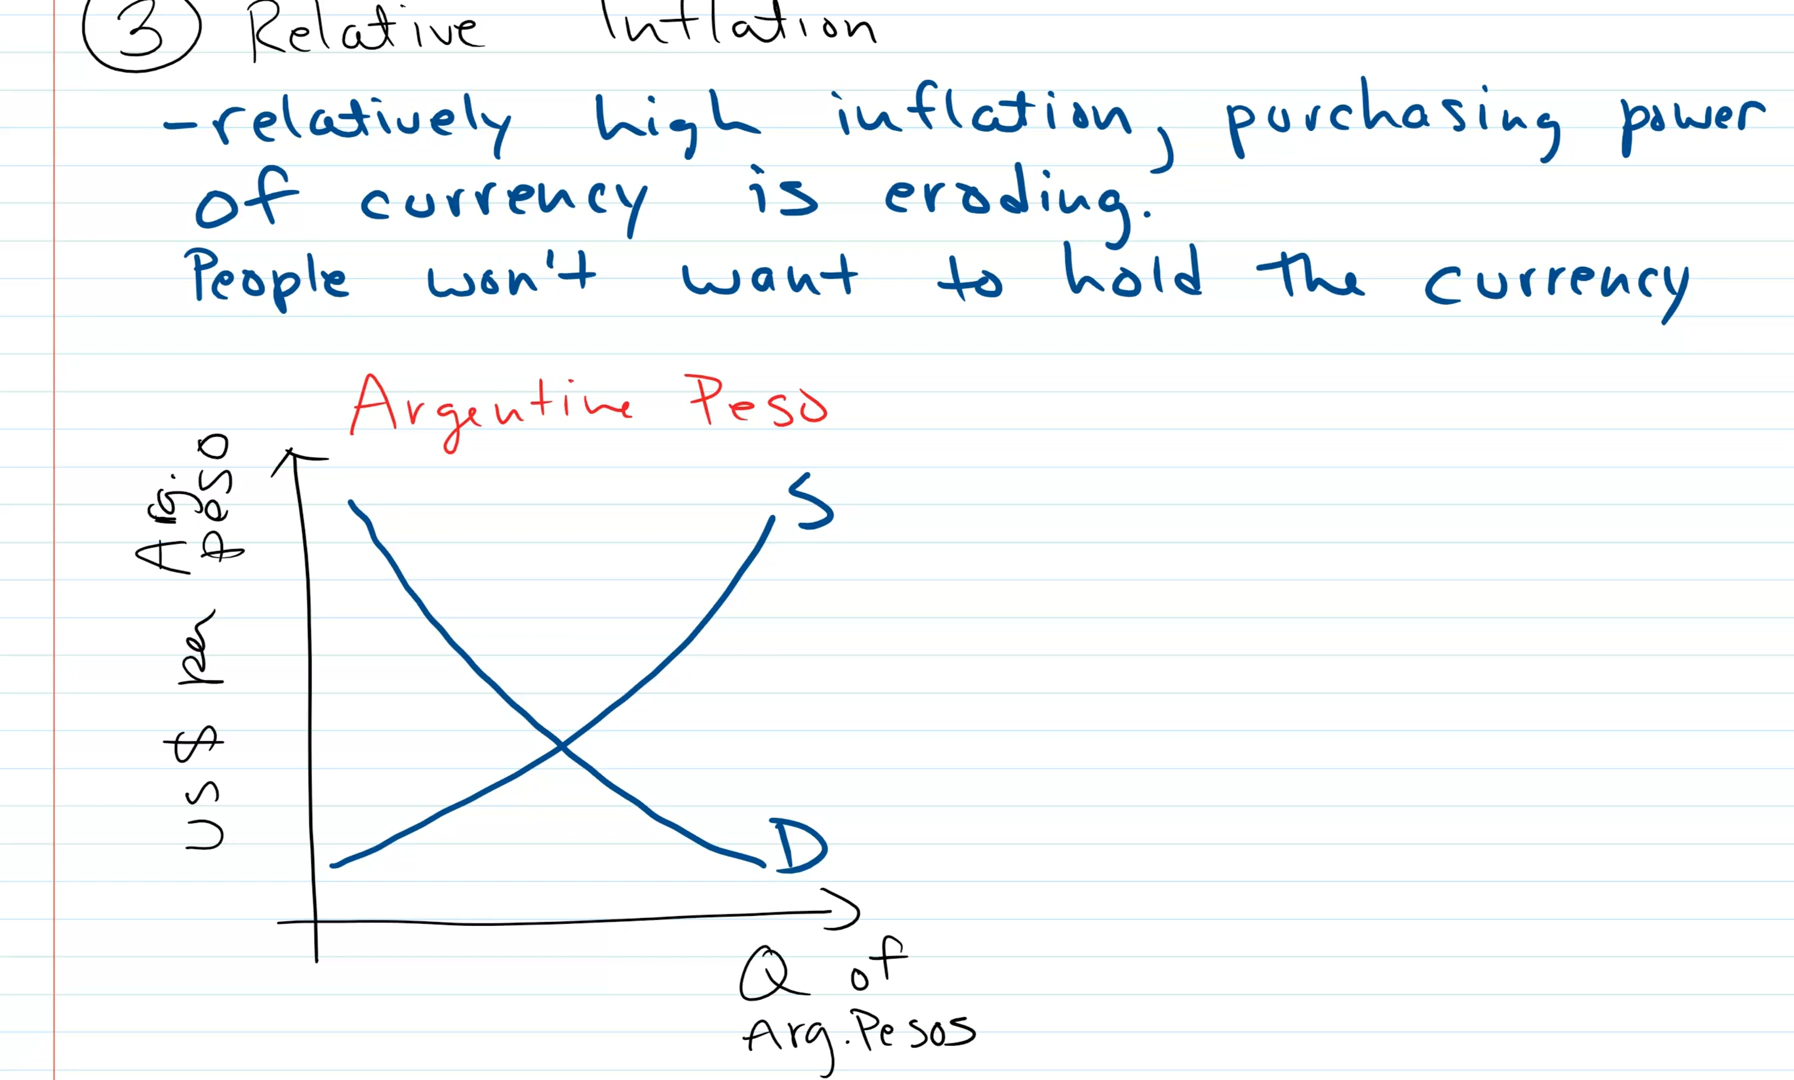 3 Relative Inflation
- relatively high inflation, purchasing power
of currency is eroding.
People won't want to hold the currency
Argentine Peso
US $ per Arg.
peso
S
D
Q of
Arg. Pesos